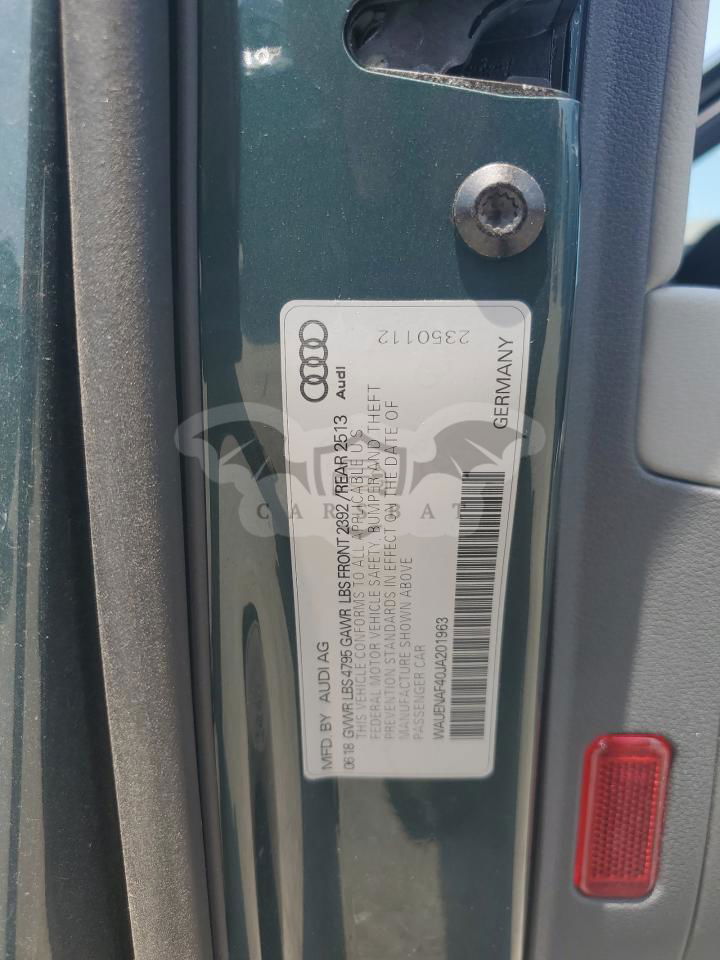 MFD. BY AUDI AG
Audi
06 18 GVWR LBS 4795 GAWR LBS FRONT 2392 /REAR 2513
THIS VEHICLE CONFORMS TO ALL APPLICABLE U S
FEDERAL MOTOR VEHICLE SAFETY, BUMPER AND THEFT
PREVENTION STANDARDS IN EFFECT ON THE DATE OF
MANUFACTURE SHOWN ABOVE
PASSENGER CAR
2350112
WAUENAF40JA201963
GERMANY
CARSBAT